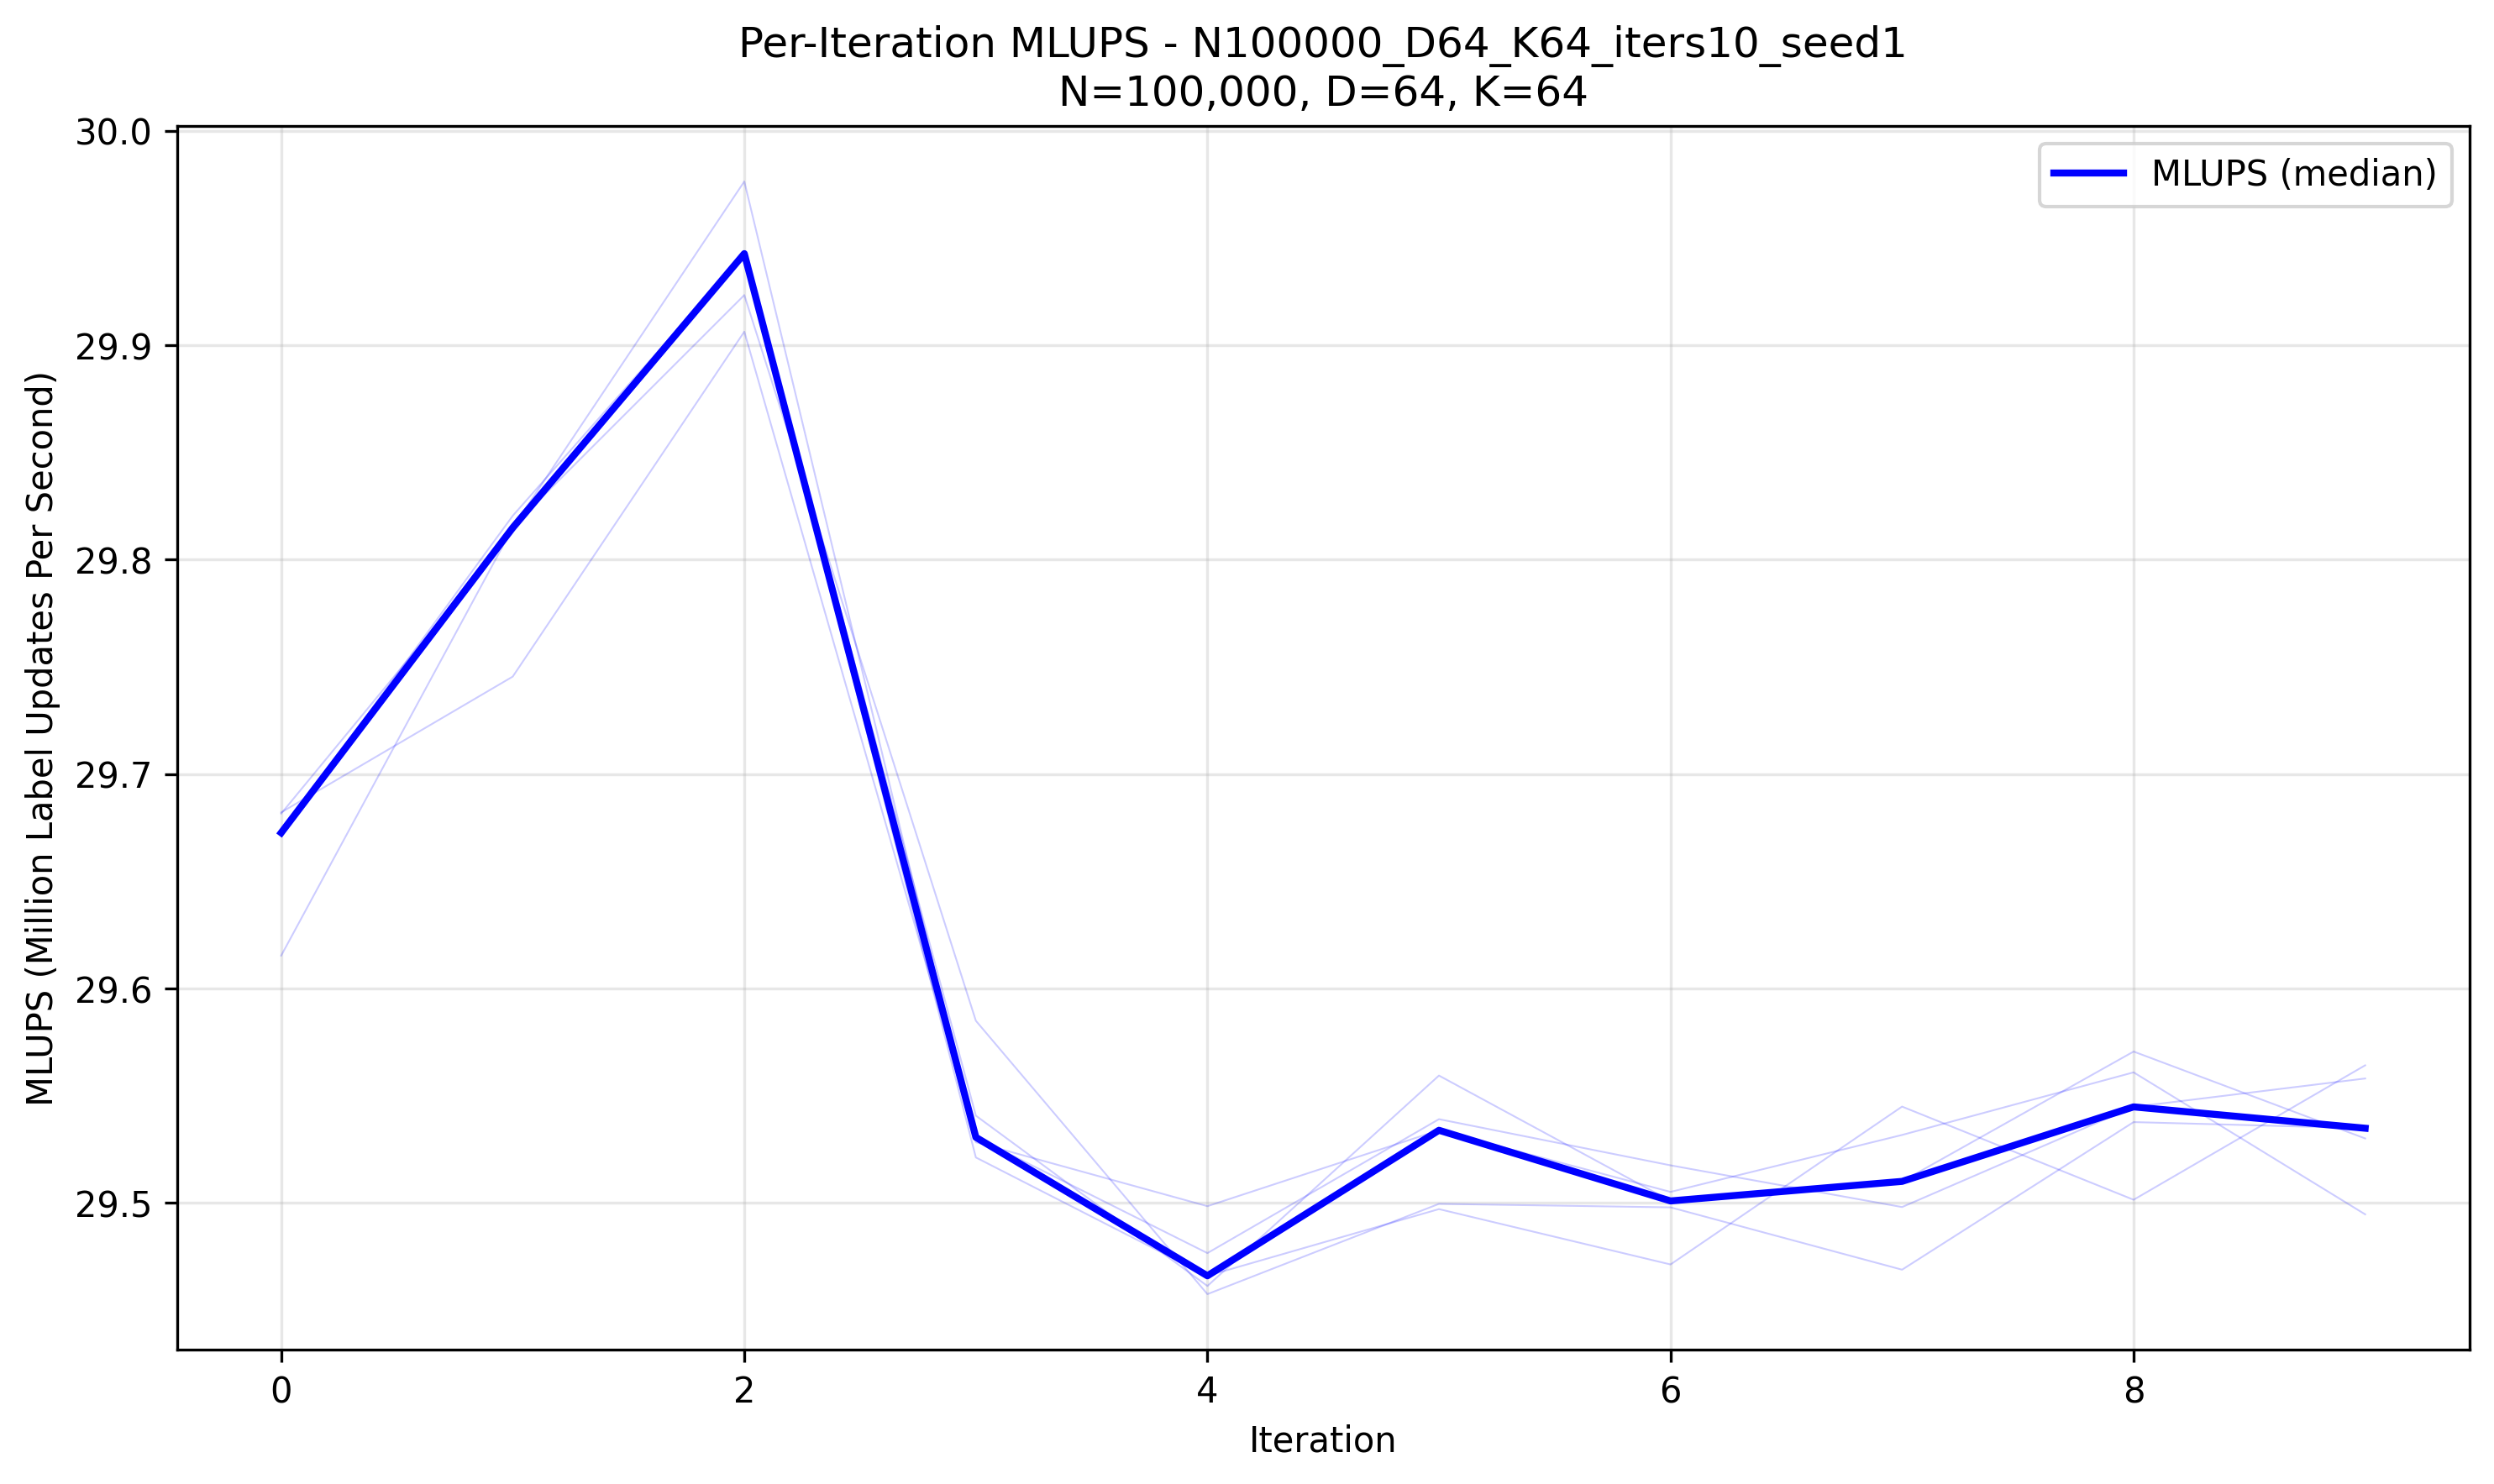 Per-Iteration MLUPS - N100000_D64_K64_iters10_seed1
N=100,000, D=64, K=64
MLUPS (median)
MLUPS (Million Label Updates Per Second)
30.0
29.9
29.8
29.7
29.6
29.5
0 2 4 6 8
Iteration